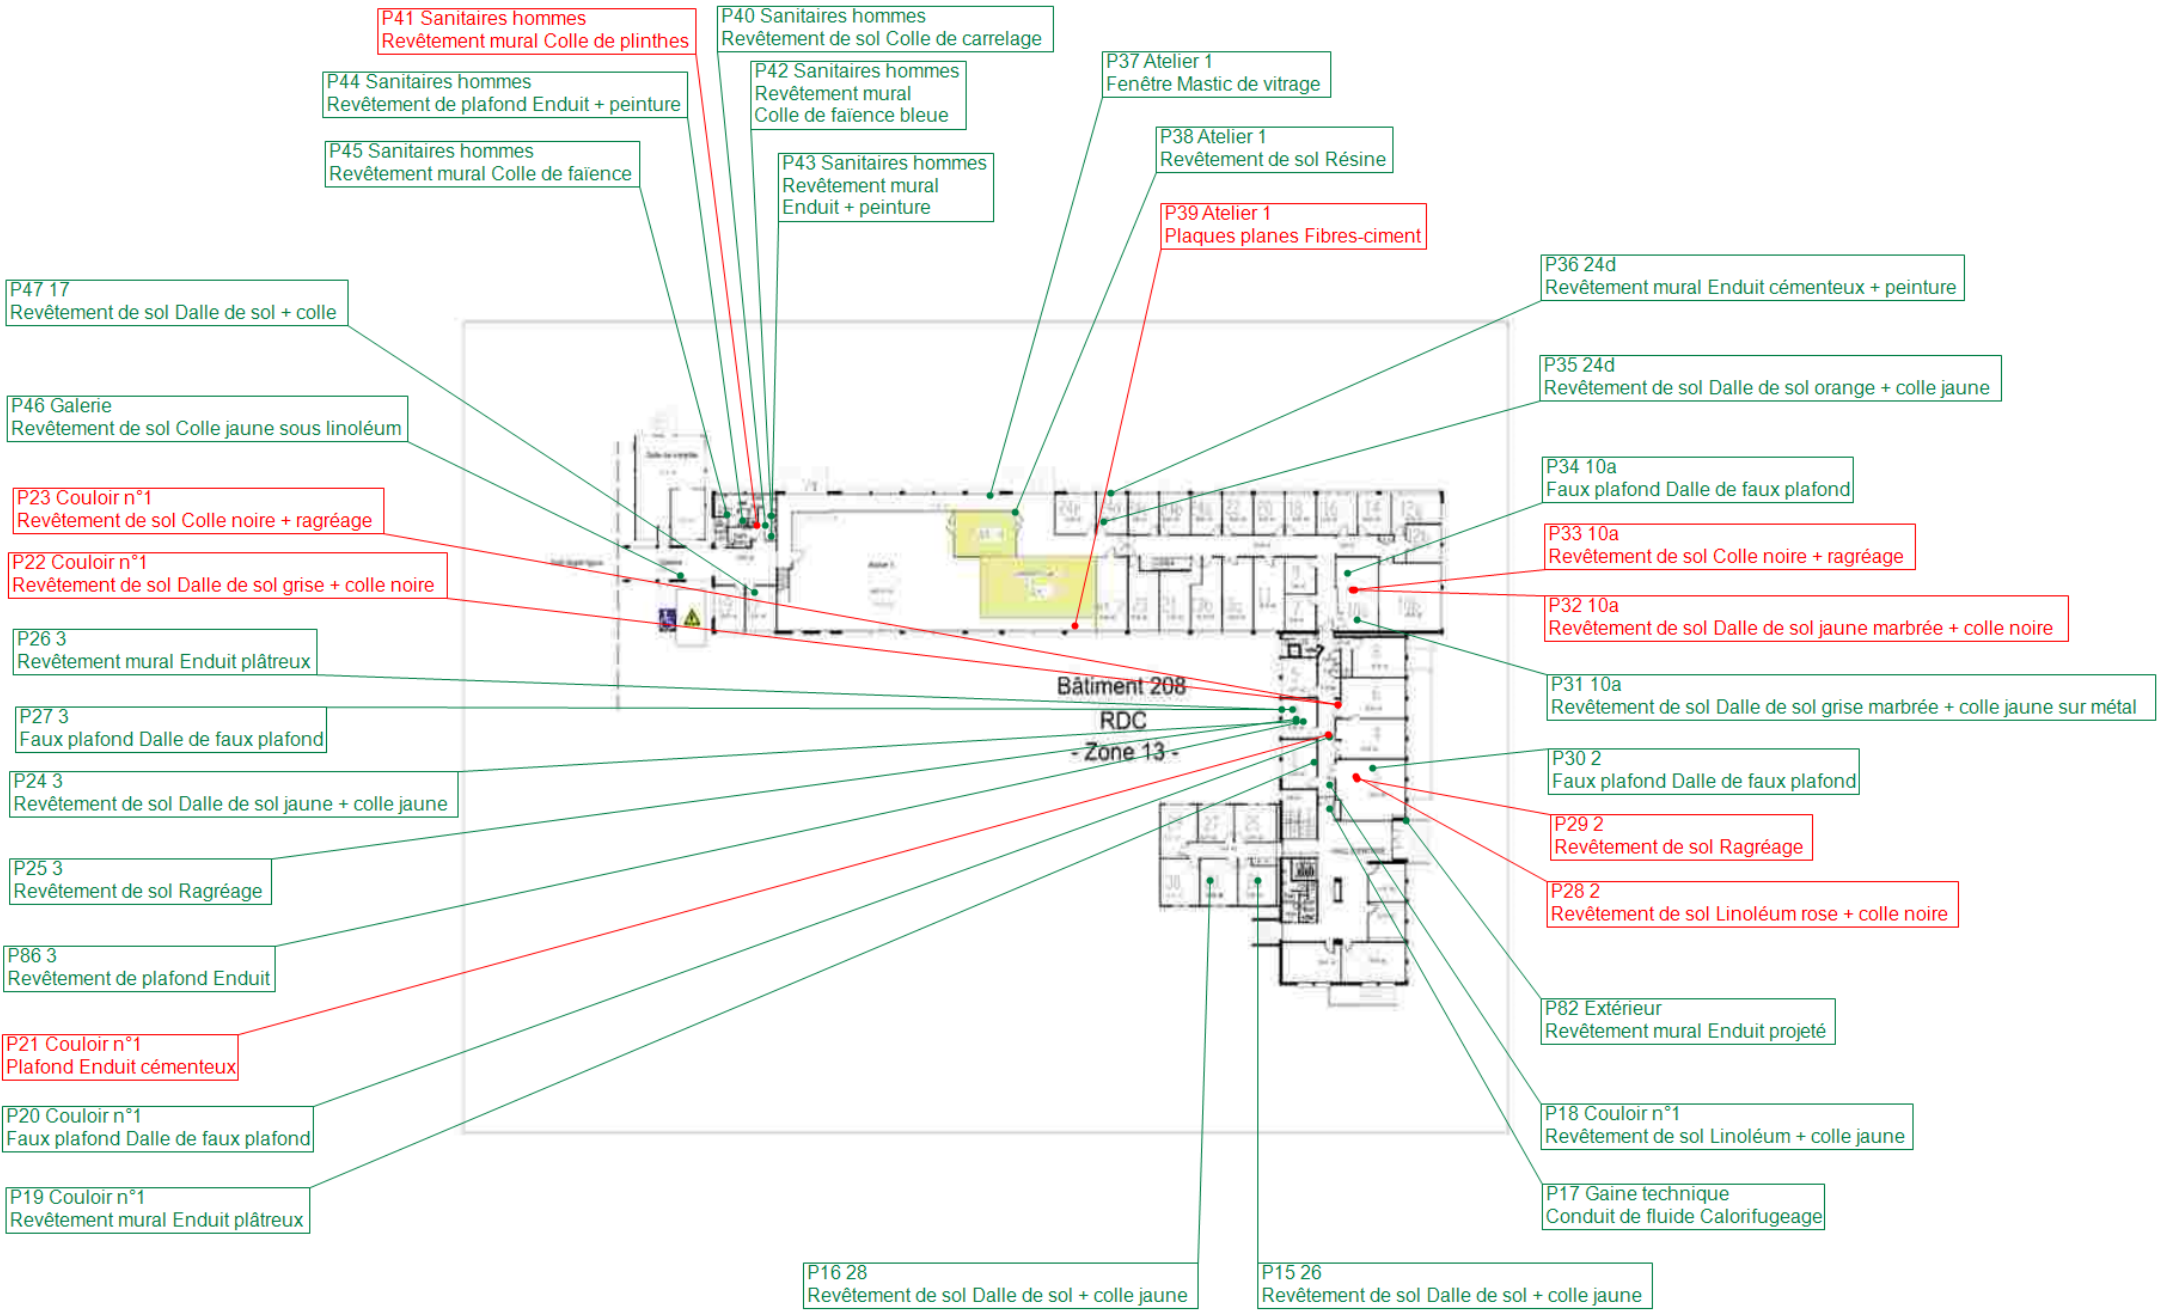 P41 Sanitaires hommes
Revêtement mural Colle de plinthes
P40 Sanitaires hommes
Revêtement de sol Colle de carrelage
P44 Sanitaires hommes
Revêtement de plafond Enduit + peinture
P42 Sanitaires hommes
Revêtement mural
Colle de faïence bleue
P37 Atelier 1
Fenêtre Mastic de vitrage
P45 Sanitaires hommes
Revêtement mural Colle de faïence
P43 Sanitaires hommes
Revêtement mural
Enduit + peinture
P38 Atelier 1
Revêtement de sol Résine
P39 Atelier 1
Plaques planes Fibres-ciment
P47 17
Revêtement de sol Dalle de sol + colle
P36 24d
Revêtement mural Enduit cémenteux + peinture
P46 Galerie
Revêtement de sol Colle jaune sous linoléum
P35 24d
Revêtement de sol Dalle de sol orange + colle jaune
P23 Couloir n°1
Revêtement de sol Colle noire + ragréage
P34 10a
Faux plafond Dalle de faux plafond
P22 Couloir n°1
Revêtement de sol Dalle de sol grise + colle noire
P33 10a
Revêtement de sol Colle noire + ragréage
P32 10a
Revêtement de sol Dalle de sol jaune marbrée + colle noire
P26 3
Revêtement mural Enduit plâtreux
P31 10a
Revêtement de sol Dalle de sol grise marbrée + colle jaune sur métal
Bâtiment 208
RDC
- Zone 13 -
P27 3
Faux plafond Dalle de faux plafond
P30 2
Faux plafond Dalle de faux plafond
P24 3
Revêtement de sol Dalle de sol jaune + colle jaune
P29 2
Revêtement de sol Ragréage
P25 3
Revêtement de sol Ragréage
P28 2
Revêtement de sol Linoléum rose + colle noire
P86 3
Revêtement de plafond Enduit
P82 Extérieur
Revêtement mural Enduit projeté
P21 Couloir n°1
Plafond Enduit cémenteux
P20 Couloir n°1
Faux plafond Dalle de faux plafond
P18 Couloir n°1
Revêtement de sol Linoléum + colle jaune
P19 Couloir n°1
Revêtement mural Enduit plâtreux
P17 Gaine technique
Conduit de fluide Calorifugeage
P16 28
Revêtement de sol Dalle de sol + colle jaune
P15 26
Revêtement de sol Dalle de sol + colle jaune